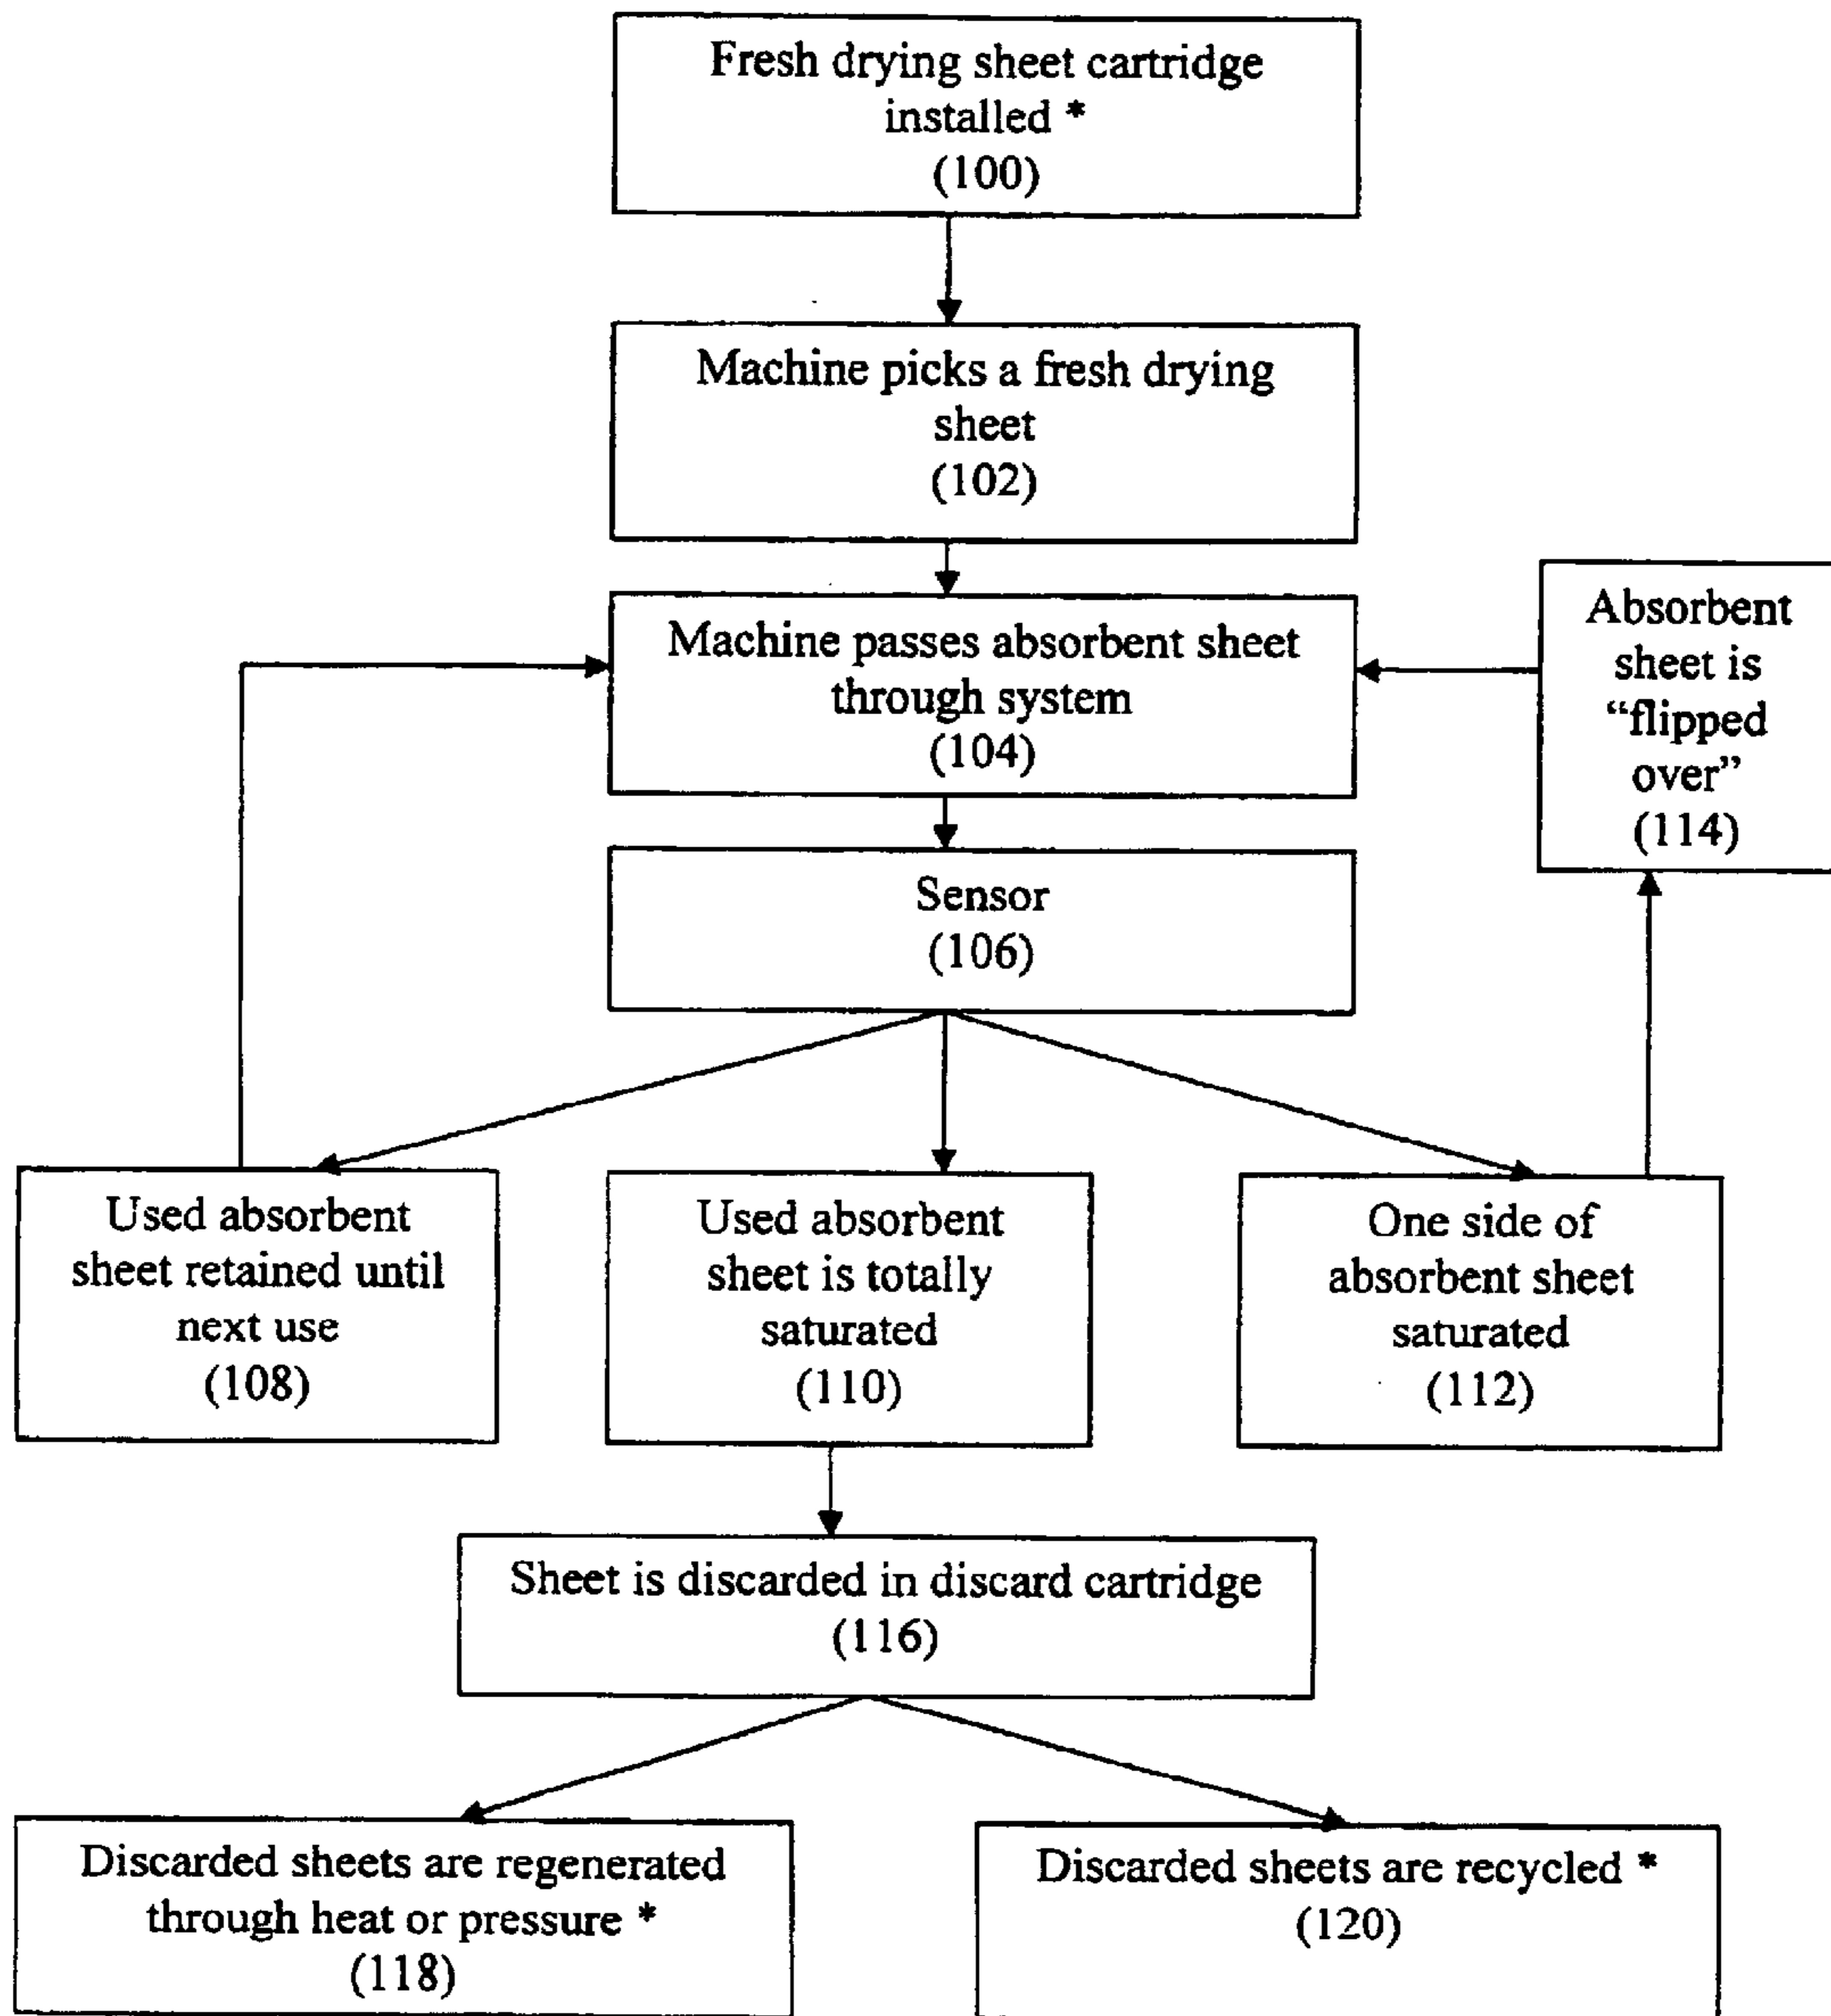 Fresh drying sheet cartridge
installed *
(100)
Machine picks a fresh drying
sheet
(102)
Machine passes absorbent sheet
through system
(104)
Absorbent
sheet is
“flipped
over”
(114)
Sensor
(106)
Used absorbent
sheet retained until
next use
(108)
Used absorbent
sheet is totally
saturated
(110)
One side of
absorbent sheet
saturated
(112)
Sheet is discarded in discard cartridge
(116)
Discarded sheets are regenerated
through heat or pressure *
(118)
Discarded sheets are recycled *
(120)